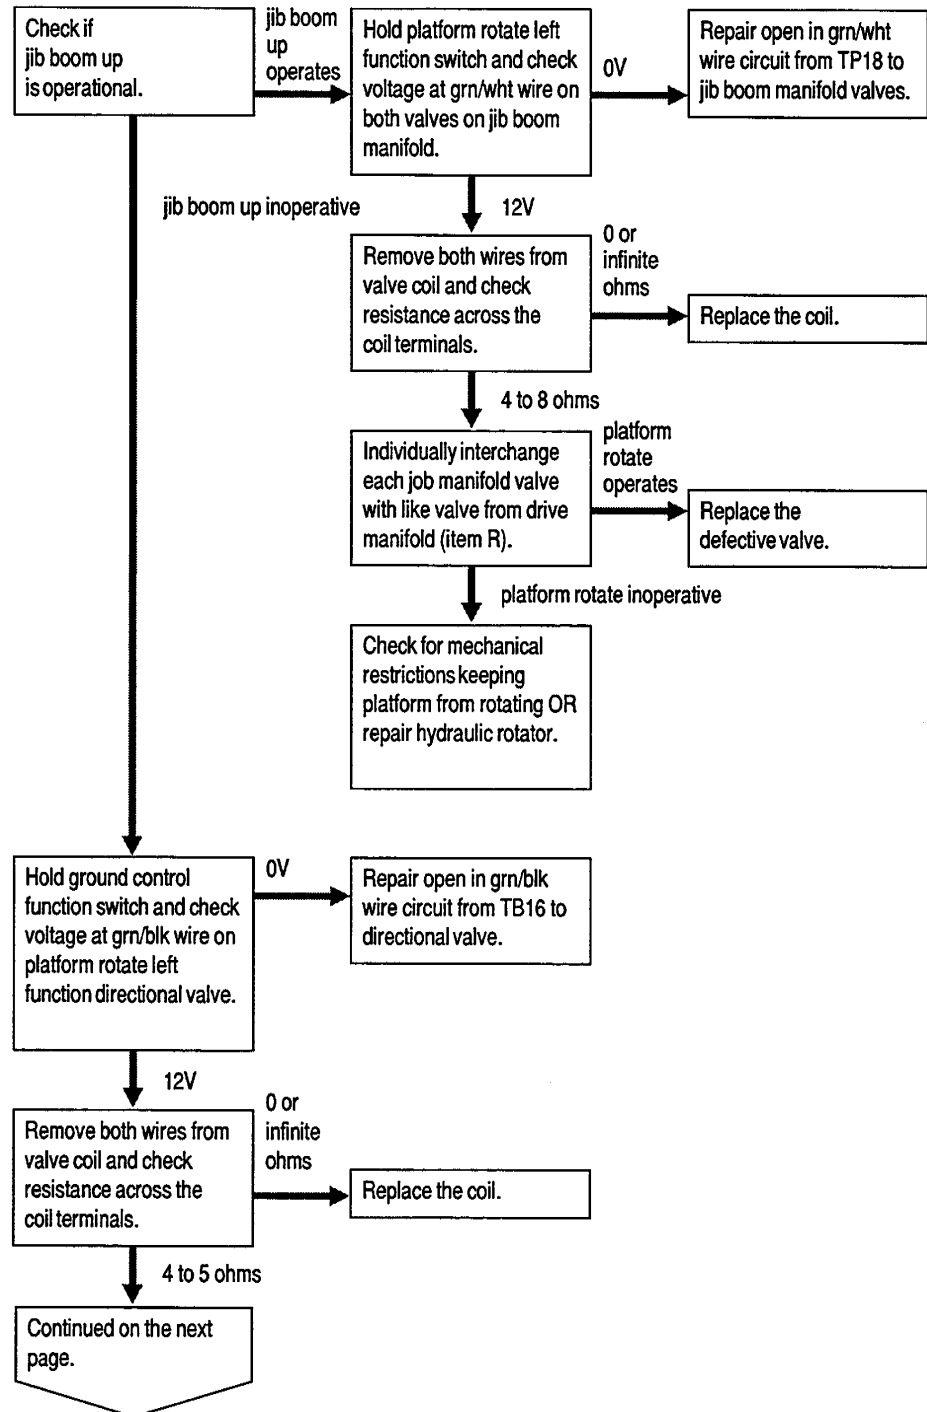 Check if
jib boom up
is operational.
jib boom
up
operates
Hold platform rotate left
function switch and check
voltage at grn/wht wire on
both valves on jib boom
manifold.
0V
Repair open in grn/wht
wire circuit from TP18 to
jib boom manifold valves.
jib boom up inoperative
12V
Remove both wires from
valve coil and check
resistance across the
coil terminals.
0 or
infinite
ohms
Replace the coil.
4 to 8 ohms
Individually interchange
each job manifold valve
with like valve from drive
manifold (item R).
platform
rotate
operates
Replace the
defective valve.
platform rotate inoperative
Check for mechanical
restrictions keeping
platform from rotating OR
repair hydraulic rotator.
Hold ground control
function switch and check
voltage at grn/blk wire on
platform rotate left
function directional valve.
0V
Repair open in grn/blk
wire circuit from TB16 to
directional valve.
12V
Remove both wires from
valve coil and check
resistance across the
coil terminals.
0 or
infinite
ohms
Replace the coil.
4 to 5 ohms
Continued on the next
page.